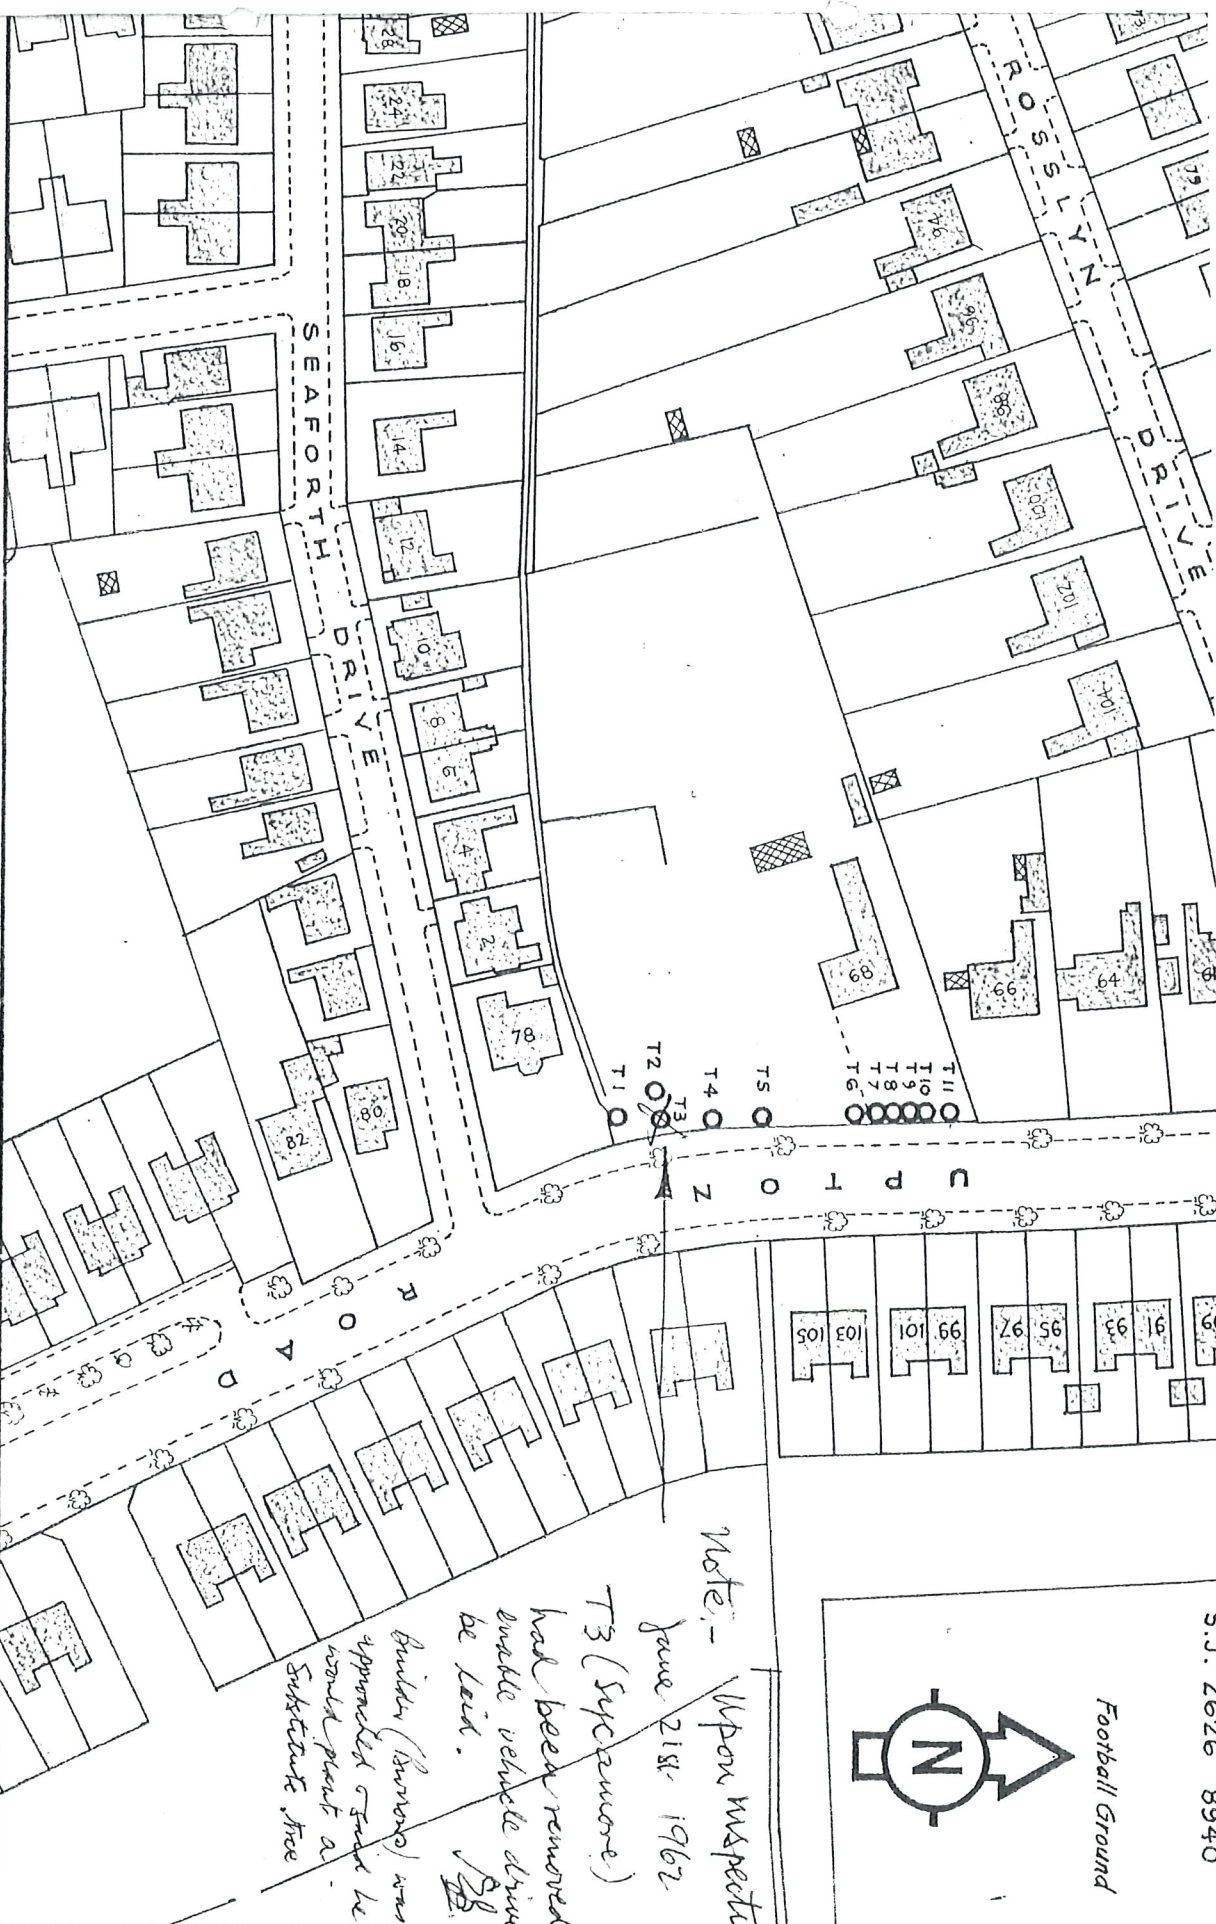 S.J. 2626 8940
Football Ground
N
ROSSLYN DRIVE
SEAFORTH DRIVE
UPTON ROAD
73
79
94
96
98
100
102
104
28
24
22
20
18
16
14
12
10
8
6
4
2
78
80
82
68
66
64
T1
T2
T3
T4
T5
T6
T7
T8
T9
T10
T11
105
103
101
99
97
95
93
91
Note:- Upon inspecti
June 21st 1962
T3 (Sycamore)
had been removed
enable vehicle driv
be laid.
Builder (Burrows) was
approached & said he
would plant a
Substitute tree